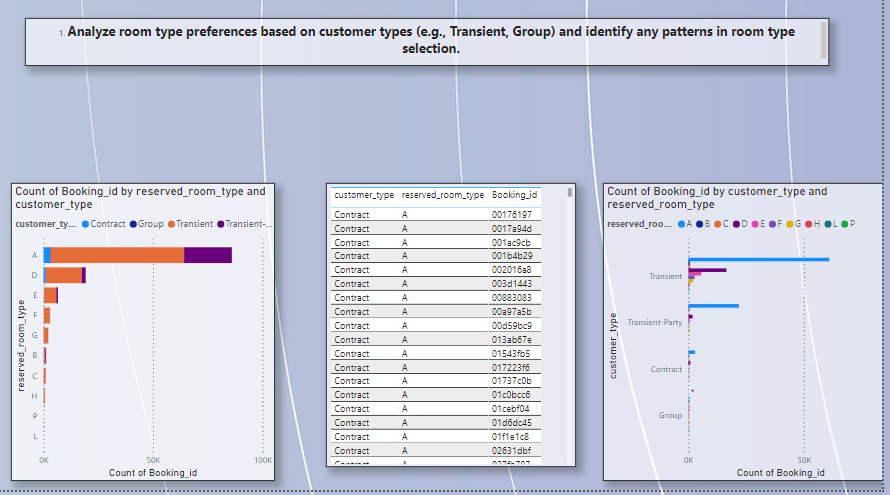 1. Analyze room type preferences based on customer types (e.g., Transient, Group) and identify any patterns in room type
selection.
Count of Booking_id by reserved_room_type and
customer_type
customer_ty... Contract Group Transient Transient-...
reserved_room_type
A
D
E
F
G
B
C
H
P
L
0K 50K 100K
Count of Booking_id
customer_type reserved_room_type Booking_id
Contract A 00176197
Contract A 0017a94d
Contract A 001ac9cb
Contract A 001b4b29
Contract A 002016a8
Contract A 003d1443
Contract A 00883083
Contract A 00a97a5b
Contract A 00d59bc9
Contract A 013ab67e
Contract A 01543fb5
Contract A 017223f6
Contract A 01737c0b
Contract A 01c0bcc6
Contract A 01cebf04
Contract A 01d6dc45
Contract A 01f1e1c8
Contract A 02631dbf
Contract A
Count of Booking_id by customer_type and
reserved_room_type
reserved_roo... A B C D E F G H L P
customer_type
Transient
Transient-Party
Contract
Group
0K 50K
Count of Booking_id